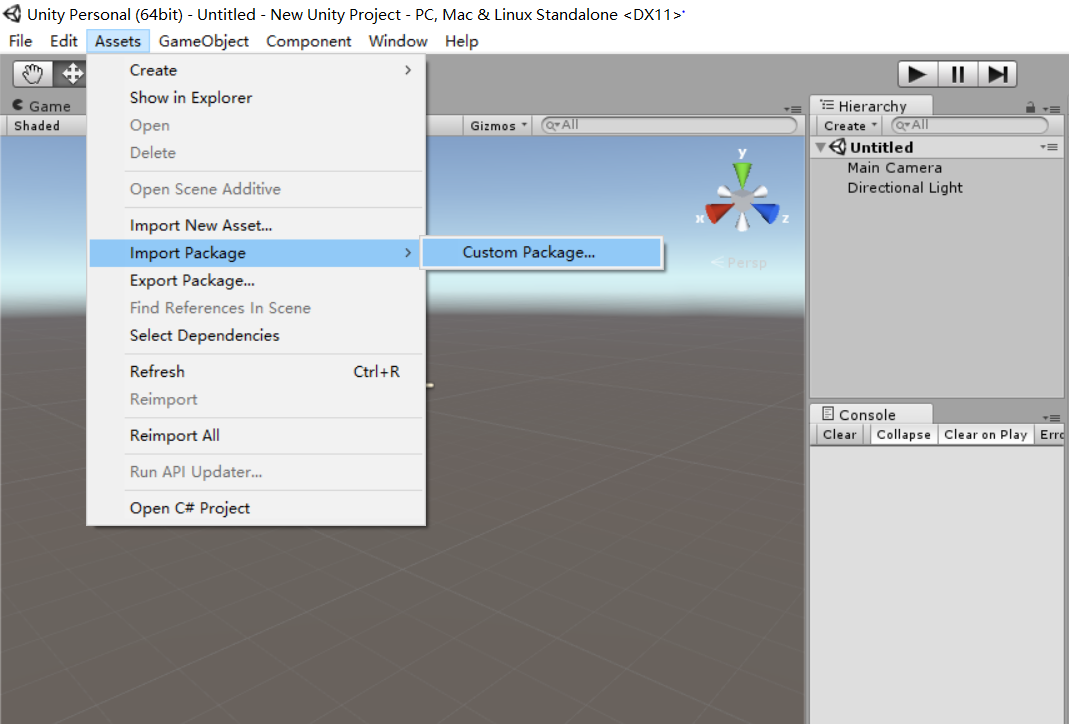 Unity Personal (64bit) - Untitled - New Unity Project - PC, Mac & Linux Standalone <DX11>*
File Edit Assets GameObject Component Window Help
Create
Show in Explorer
Open
Delete
Open Scene Additive
Import New Asset...
Import Package
Custom Package...
Export Package...
Find References In Scene
Select Dependencies
Refresh Ctrl+R
Reimport
Reimport All
Run API Updater...
Open C# Project
Game
Shaded
Gizmos All
y
x z
Persp
Hierarchy
Create All
Untitled
Main Camera
Directional Light
Console
Clear Collapse Clear on Play Erro